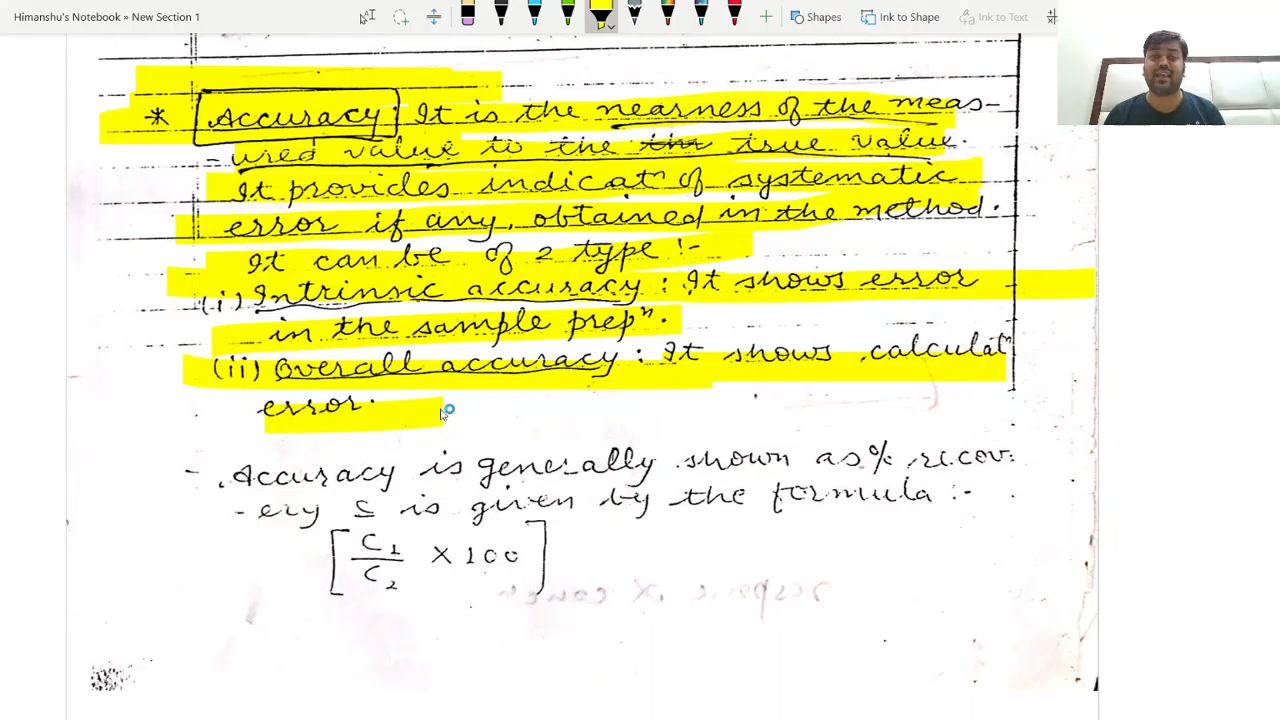 Himanshu's Notebook » New Section 1
Shapes
Ink to Shape
Ink to Text
* Accuracy: It is the nearness of the meas-
-ured value to the true value.
It provides indicatn of systematic
error if any, obtained in the method.
It can be of 2 type :-
(i) Intrinsic accuracy : It shows error
in the sample prepn.
(ii) Overall accuracy : It shows calculatn
error.
- Accuracy is generally shown as % recov-
-ery & is given by the formula :-
[C1/C2 X 100]